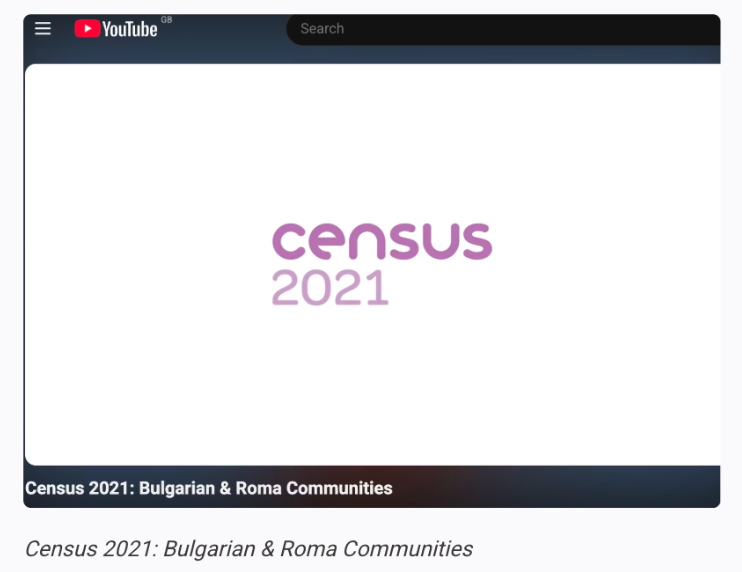 YouTube GB
Search
census
2021
Census 2021: Bulgarian & Roma Communities
Census 2021: Bulgarian & Roma Communities